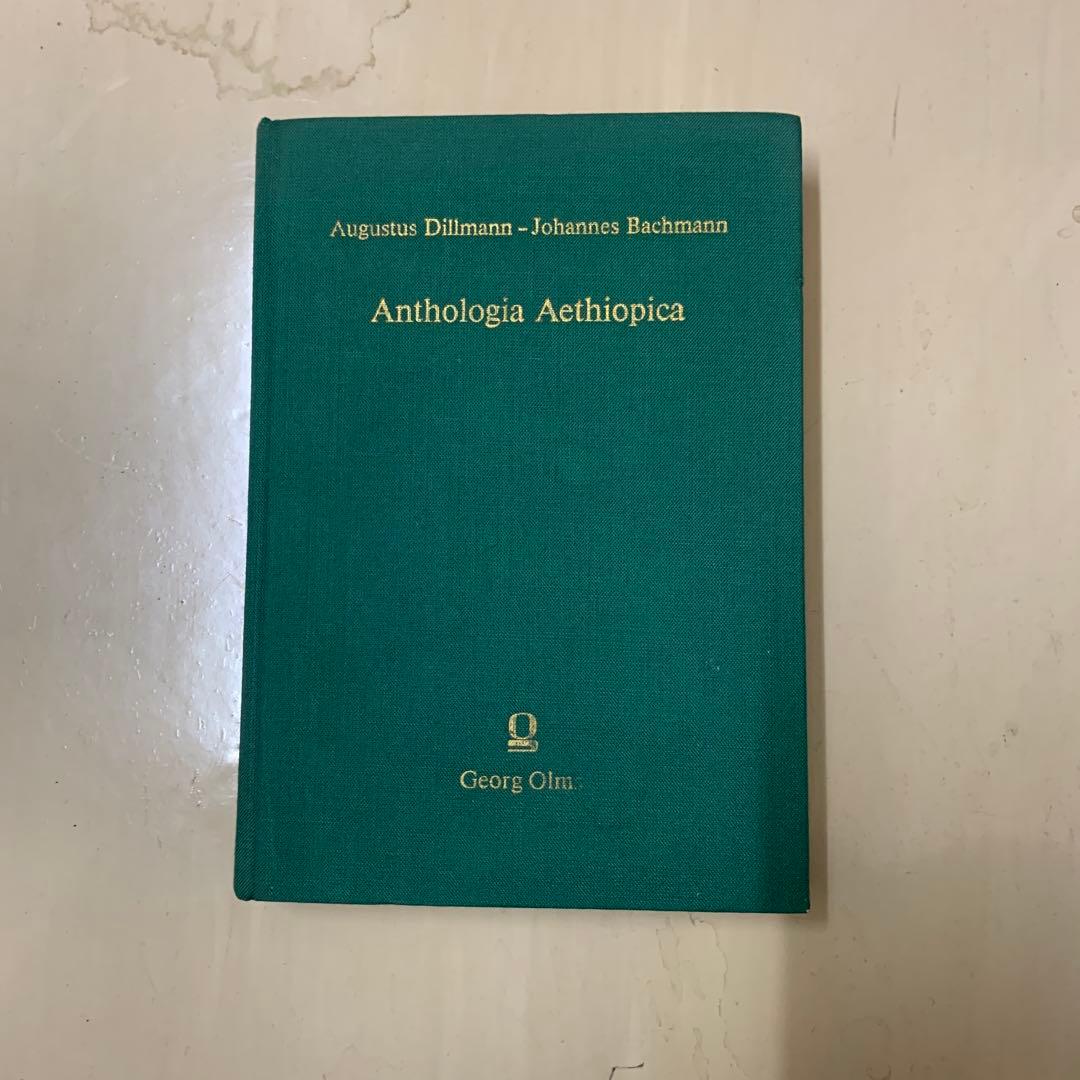 Augustus Dillmann – Johannes Bachmann
Anthologia Aethiopica
Georg Olms